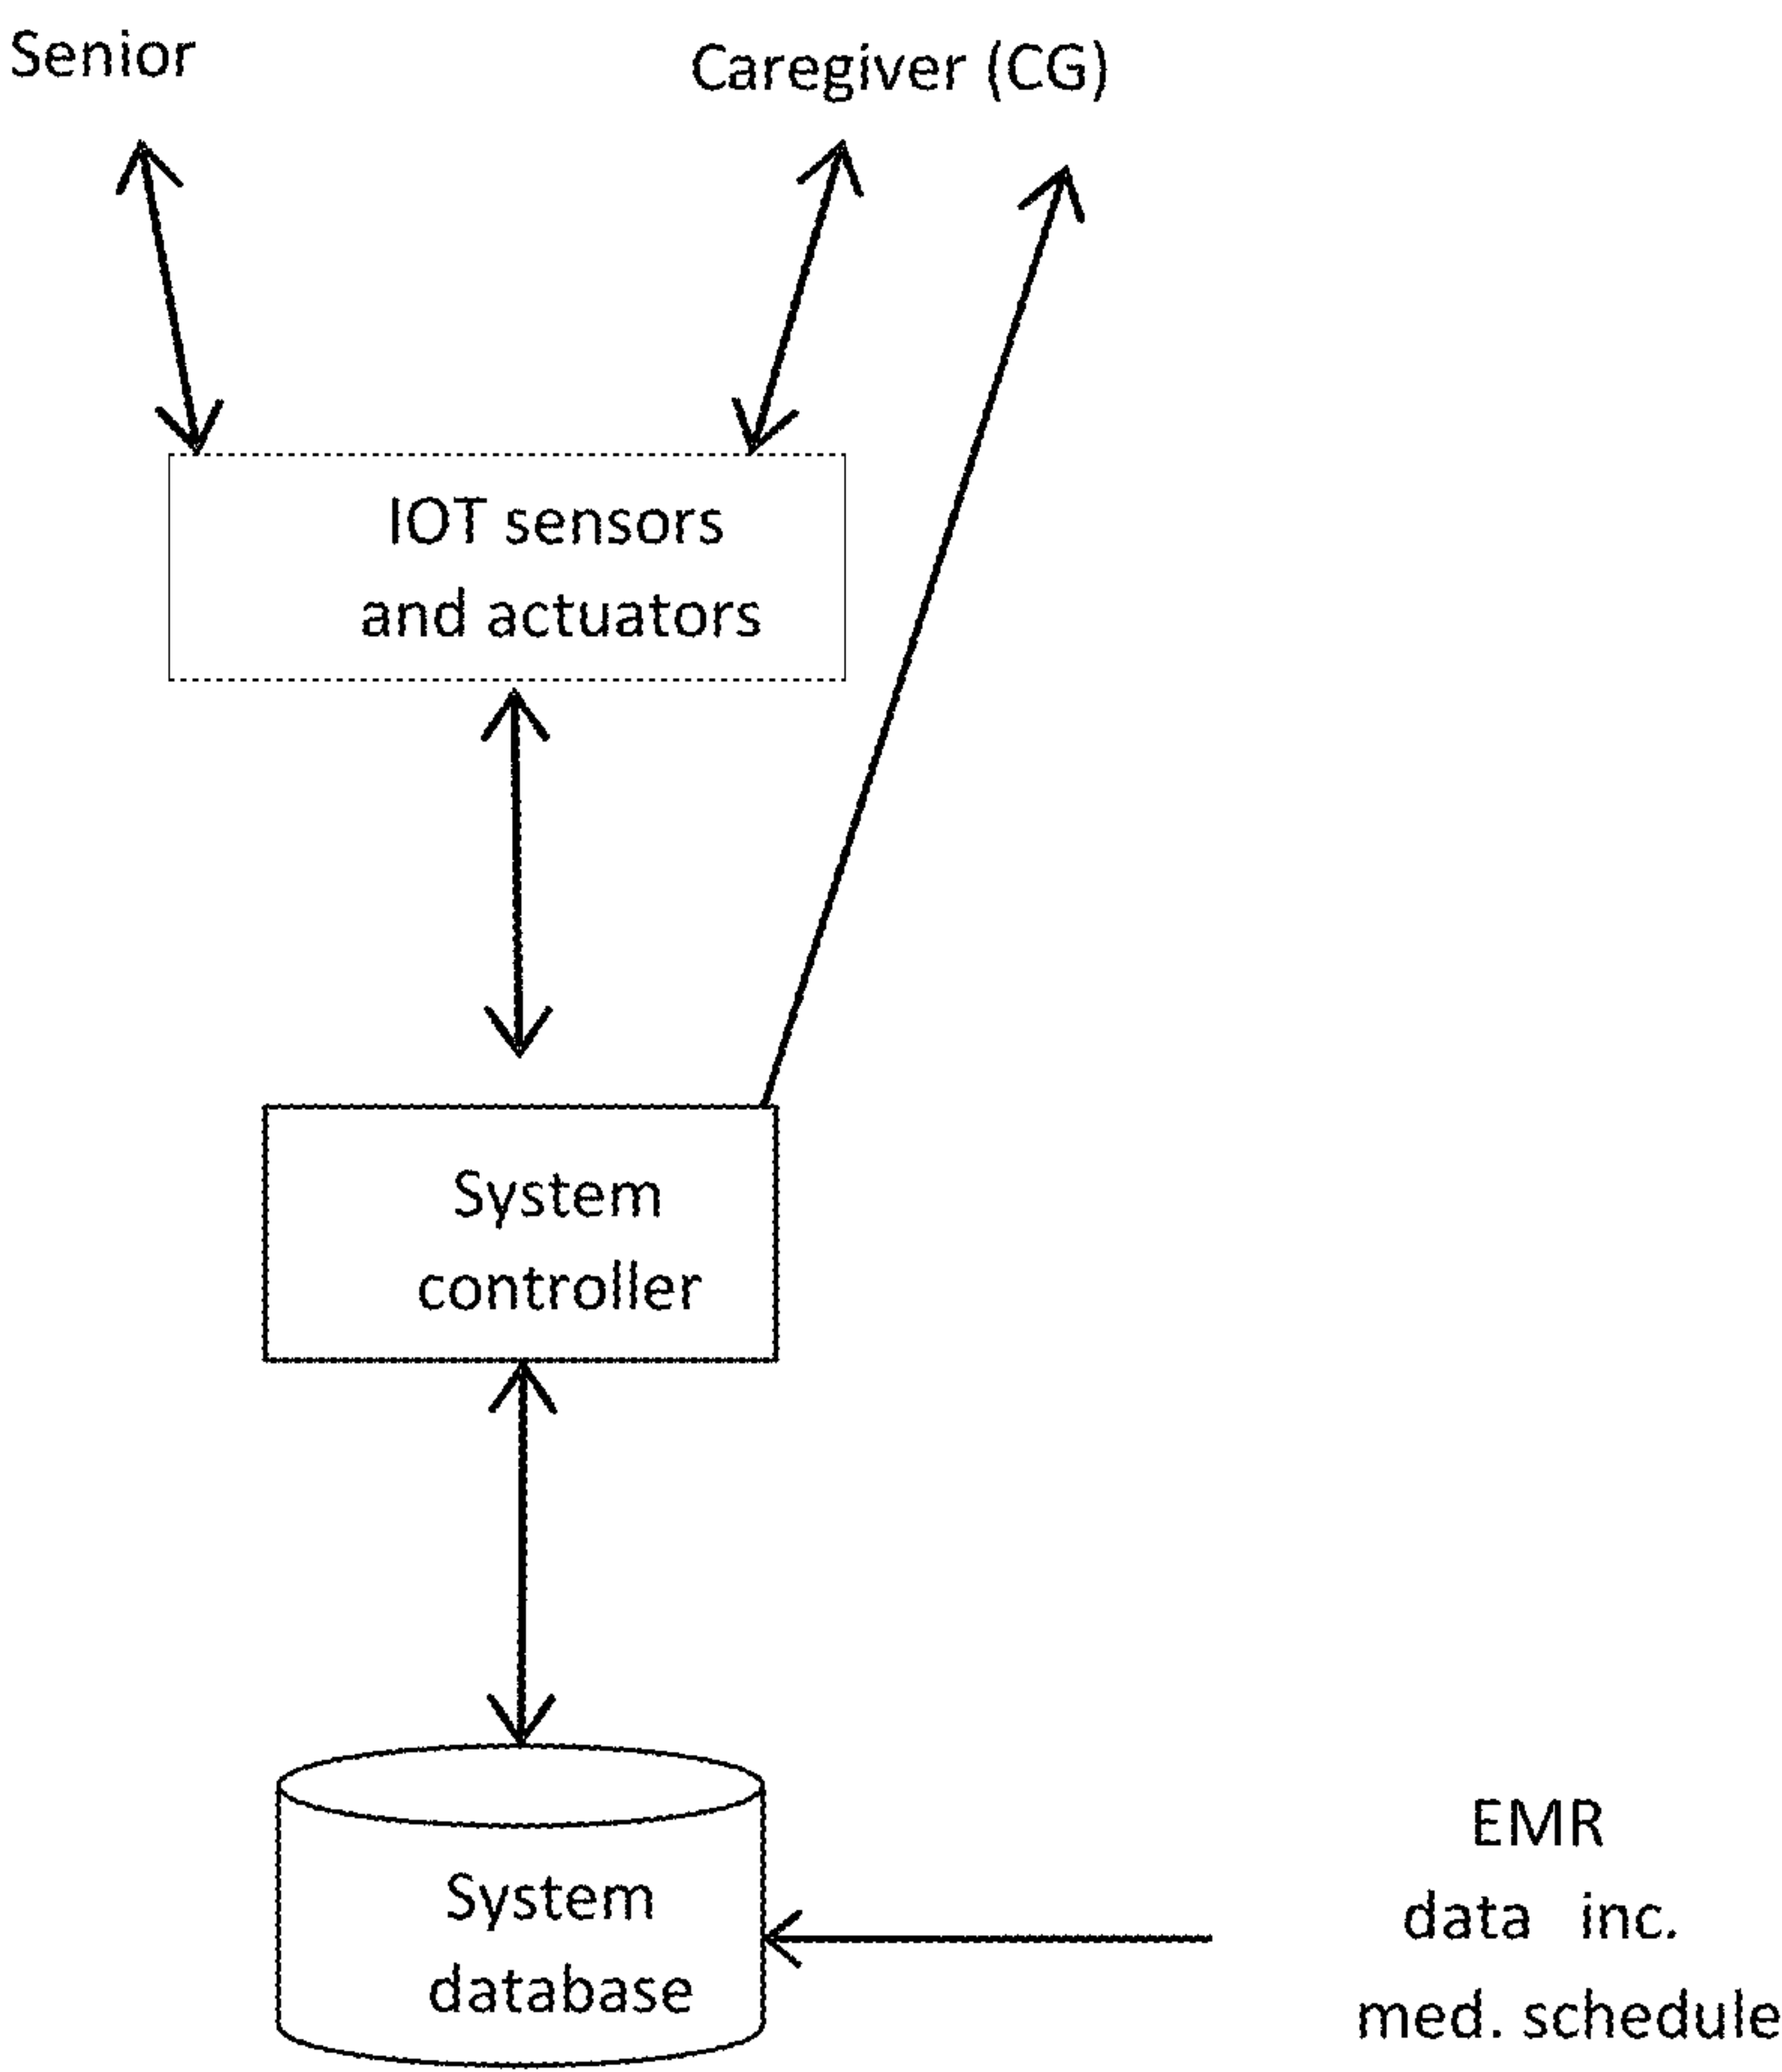 Senior
Caregiver (CG)
IOT sensors
and actuators
System
controller
System
database
EMR
data inc.
med. schedule